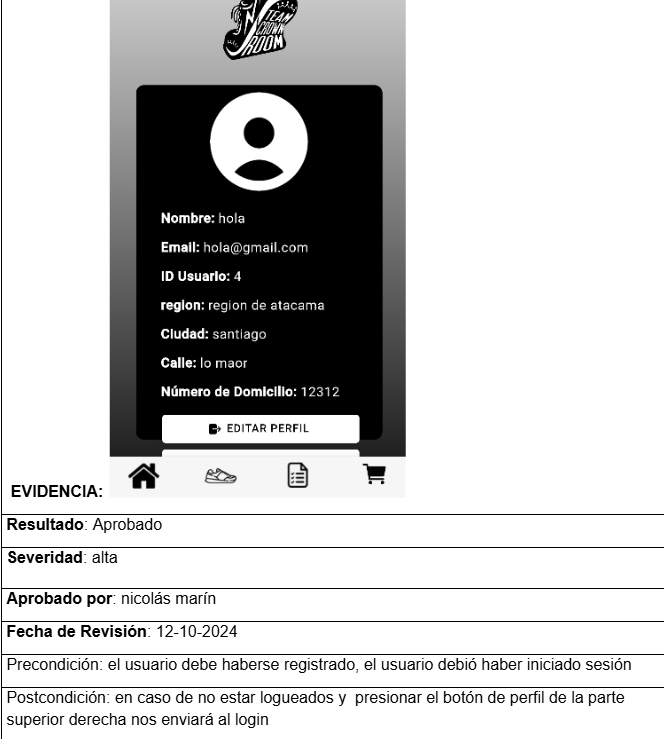 TEAM
CROWN
ROOM
Nombre: hola
Email: hola@gmail.com
ID Usuario: 4
region: region de atacama
Ciudad: santiago
Calle: lo maor
Número de Domicilio: 12312
EDITAR PERFIL
EVIDENCIA:
Resultado: Aprobado
Severidad: alta
Aprobado por: nicolás marín
Fecha de Revisión: 12-10-2024
Precondición: el usuario debe haberse registrado, el usuario debió haber iniciado sesión
Postcondición: en caso de no estar logueados y  presionar el botón de perfil de la parte
superior derecha nos enviará al login